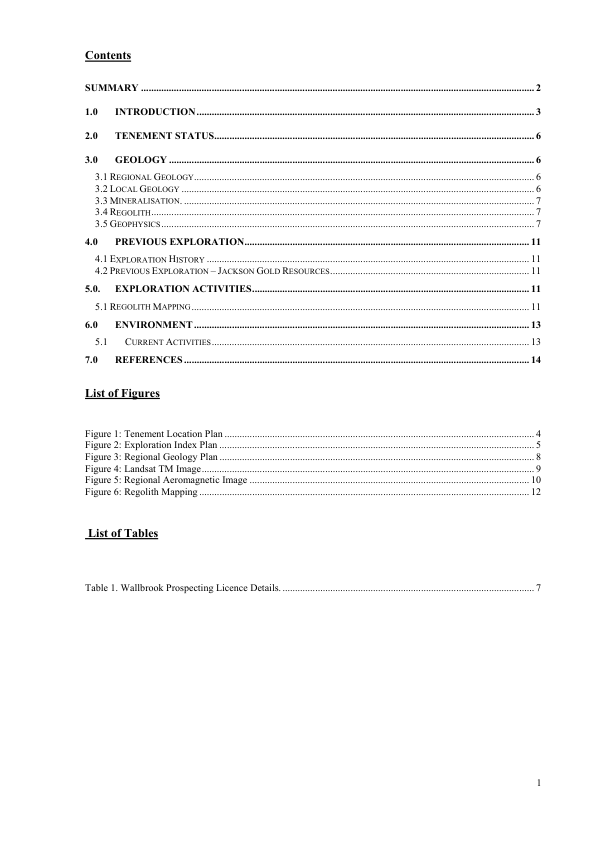 Contents
SUMMARY ........ 2
1.0 INTRODUCTION ........ 3
2.0 TENEMENT STATUS ........ 6
3.0 GEOLOGY ........ 6
3.1 REGIONAL GEOLOGY ........ 6
3.2 LOCAL GEOLOGY ........ 6
3.3 MINERALISATION. ........ 7
3.4 REGOLITH ........ 7
3.5 GEOPHYSICS ........ 7
4.0 PREVIOUS EXPLORATION ........ 11
4.1 EXPLORATION HISTORY ........ 11
4.2 PREVIOUS EXPLORATION – JACKSON GOLD RESOURCES ........ 11
5.0. EXPLORATION ACTIVITIES ........ 11
5.1 REGOLITH MAPPING ........ 11
6.0 ENVIRONMENT ........ 13
5.1 CURRENT ACTIVITIES ........ 13
7.0 REFERENCES ........ 14
List of Figures
Figure 1: Tenement Location Plan ........ 4
Figure 2: Exploration Index Plan ........ 5
Figure 3: Regional Geology Plan ........ 8
Figure 4: Landsat TM Image ........ 9
Figure 5: Regional Aeromagnetic Image ........ 10
Figure 6: Regolith Mapping ........ 12
List of Tables
Table 1. Wallbrook Prospecting Licence Details. ........ 7
1